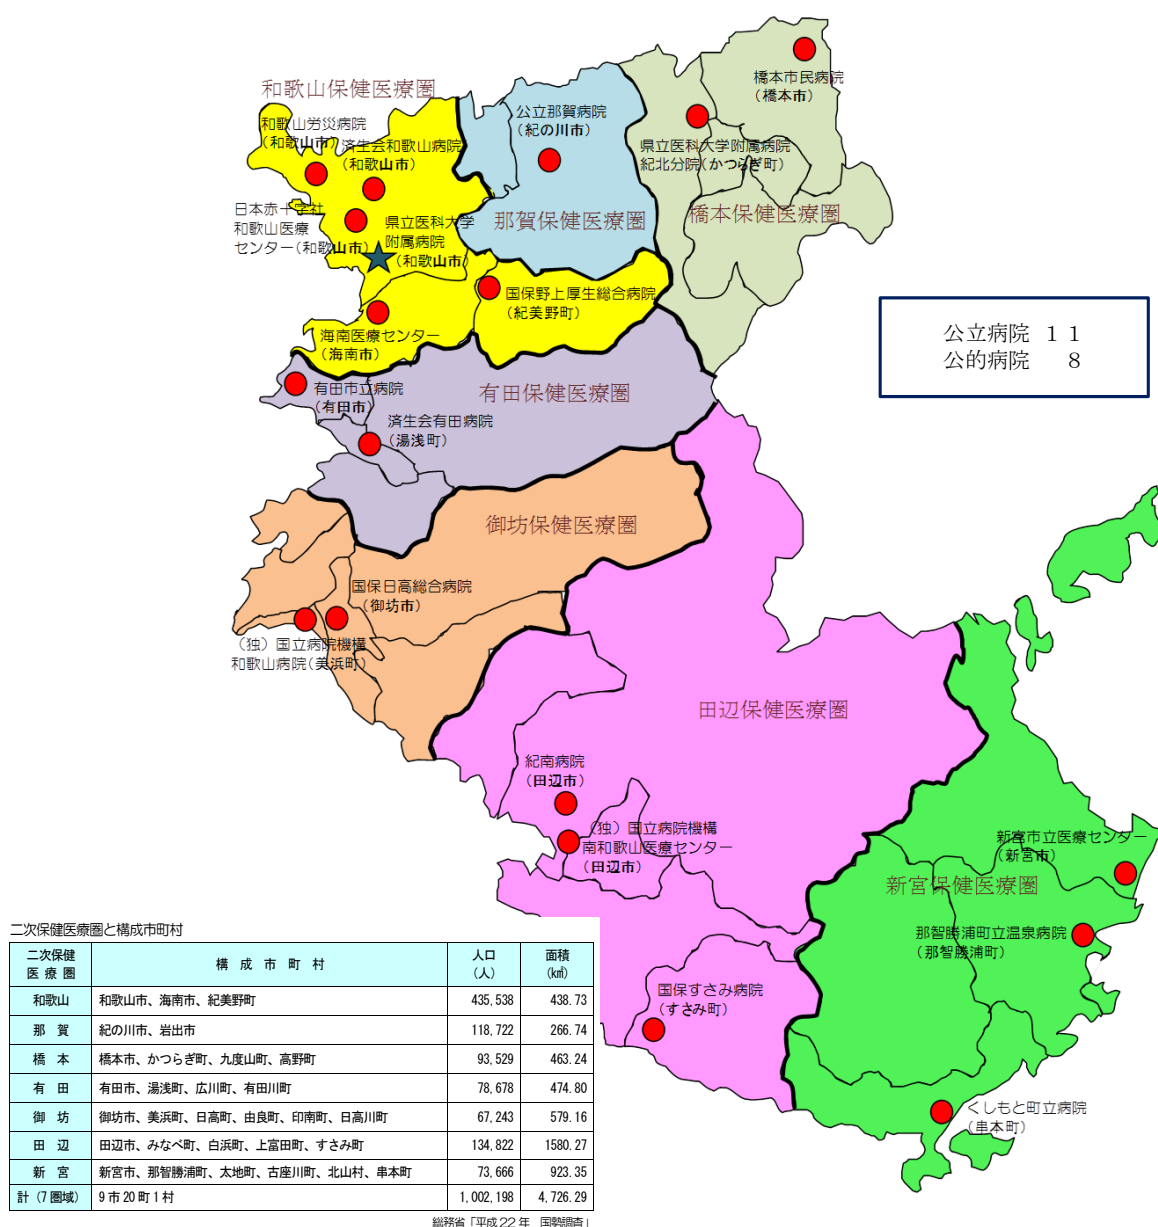 和歌山保健医療圏
和歌山労災病院
(和歌山市)
済生会和歌山病院
(和歌山市)
日本赤十字社
和歌山医療
センター(和歌山市)
県立医科大学
附属病院
(和歌山市)
海南医療センター
(海南市)
国保野上厚生総合病院
(紀美野町)
公立那賀病院
(紀の川市)
那賀保健医療圏
橋本市民病院
(橋本市)
県立医科大学附属病院
紀北分院(かつらぎ町)
橋本保健医療圏
公立病院 11
公的病院 8
有田市立病院
(有田市)
有田保健医療圏
済生会有田病院
(湯浅町)
御坊保健医療圏
国保日高総合病院
(御坊市)
(独)国立病院機構
和歌山病院(美浜町)
田辺保健医療圏
紀南病院
(田辺市)
(独)国立病院機構
南和歌山医療センター
(田辺市)
国保すさみ病院
(すさみ町)
新宮市立医療センター
(新宮市)
新宮保健医療圏
那智勝浦町立温泉病院
(那智勝浦町)
くしもと町立病院
(串本町)
二次保健医療圏と構成市町村
二次保健医療圏 構成市町村 人口(人) 面積(km²)
和歌山 和歌山市、海南市、紀美野町 435,538 438.73
那賀 紀の川市、岩出市 118,722 266.74
橋本 橋本市、かつらぎ町、九度山町、高野町 93,529 463.24
有田 有田市、湯浅町、広川町、有田川町 78,678 474.80
御坊 御坊市、美浜町、日高町、由良町、印南町、日高川町 67,243 579.16
田辺 田辺市、みなべ町、白浜町、上富田町、すさみ町 134,822 1580.27
新宮 新宮市、那智勝浦町、太地町、古座川町、北山村、串本町 73,666 923.35
計(7圏域) 9市20町1村 1,002,198 4,726.29
総務省「平成22年 国勢調査」